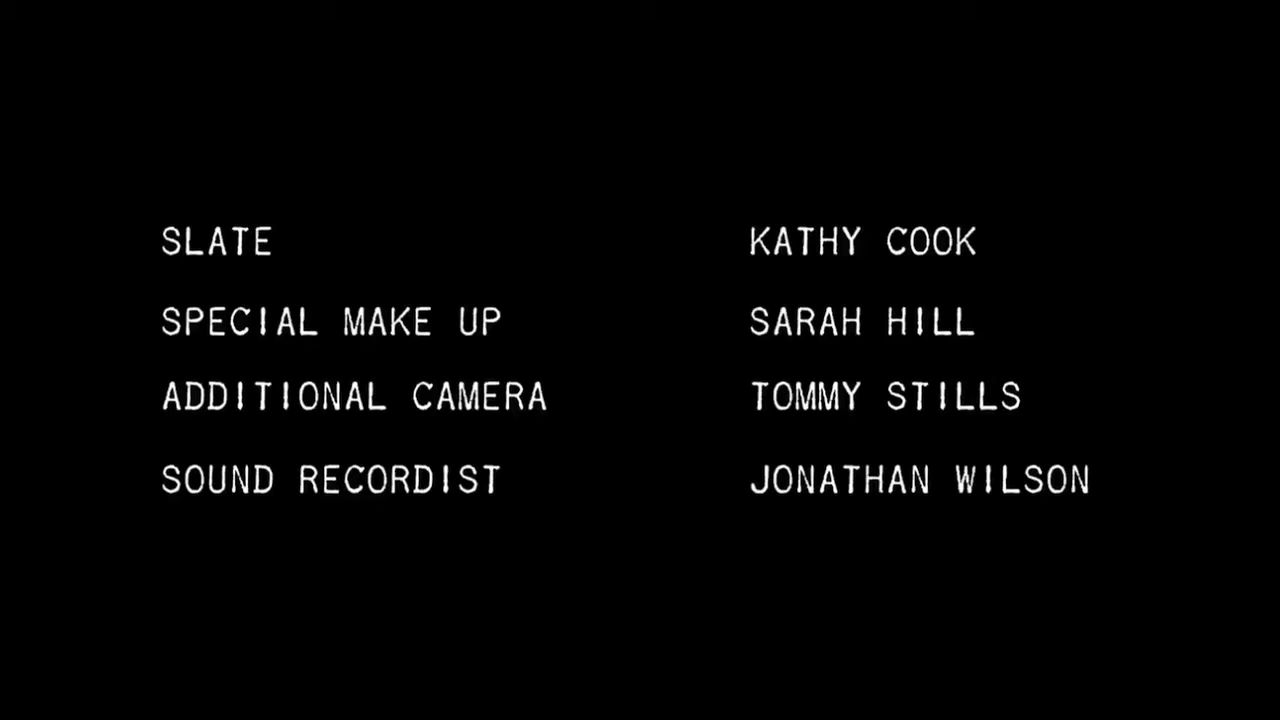 SLATE KATHY COOK
SPECIAL MAKE UP SARAH HILL
ADDITIONAL CAMERA TOMMY STILLS
SOUND RECORDIST JONATHAN WILSON